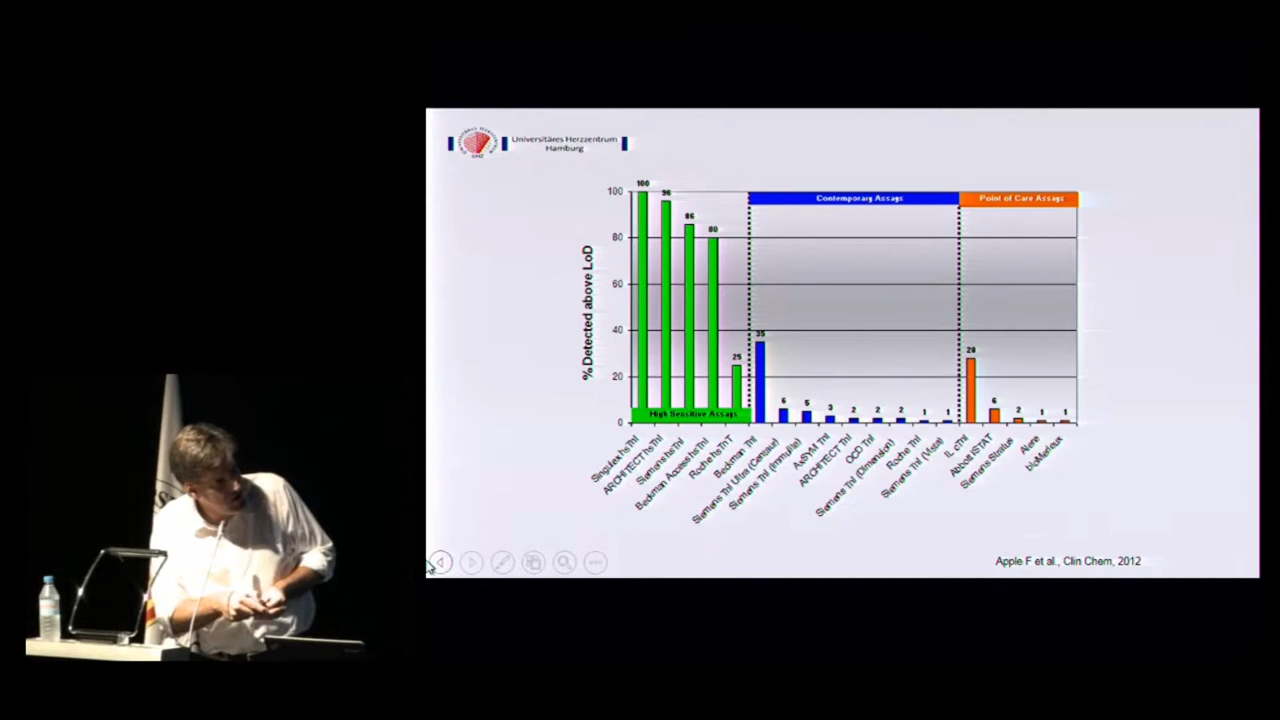 Universitäres Herzzentrum
Hamburg
% Detected above LoD
100
80
60
40
20
0
Contemporary Assays
Point of Care Assays
High Sensitive Assays
100
96
86
80
25
35
6
5
3
2
2
2
1
1
28
6
2
1
1
Singulex hsTnI
ARCHITECT hsTnI
Siemens hsTnI
Beckman Access hsTnI
Roche hsTnT
Beckman TnI
Siemens TnI Ultra (Centaur)
Siemens TnI (Immulite)
AxSYM TnI
ARCHITECT TnI
OCD TnI
Siemens TnI (Dimension)
Roche TnI
Siemens TnI (Vista)
IL cTnI
Abbott iSTAT
Siemens Stratus
Alere
bioMerieux
Apple F et al., Clin Chem, 2012